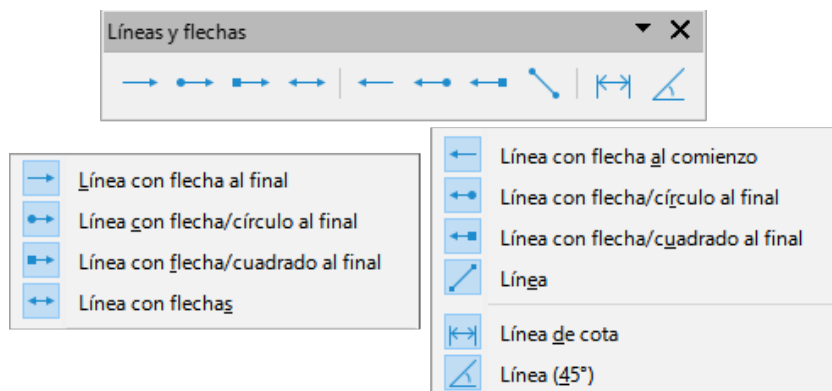 Líneas y flechas
Línea con flecha al final
Línea con flecha/círculo al final
Línea con flecha/cuadrado al final
Línea con flechas
Línea con flecha al comienzo
Línea con flecha/círculo al final
Línea con flecha/cuadrado al final
Línea
Línea de cota
Línea (45°)